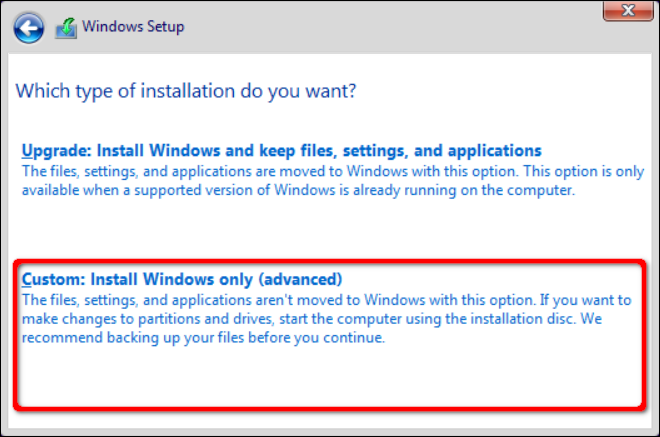 Windows Setup
Which type of installation do you want?
Upgrade: Install Windows and keep files, settings, and applications
The files, settings, and applications are moved to Windows with this option. This option is only
available when a supported version of Windows is already running on the computer.
Custom: Install Windows only (advanced)
The files, settings, and applications aren't moved to Windows with this option. If you want to
make changes to partitions and drives, start the computer using the installation disc. We
recommend backing up your files before you continue.